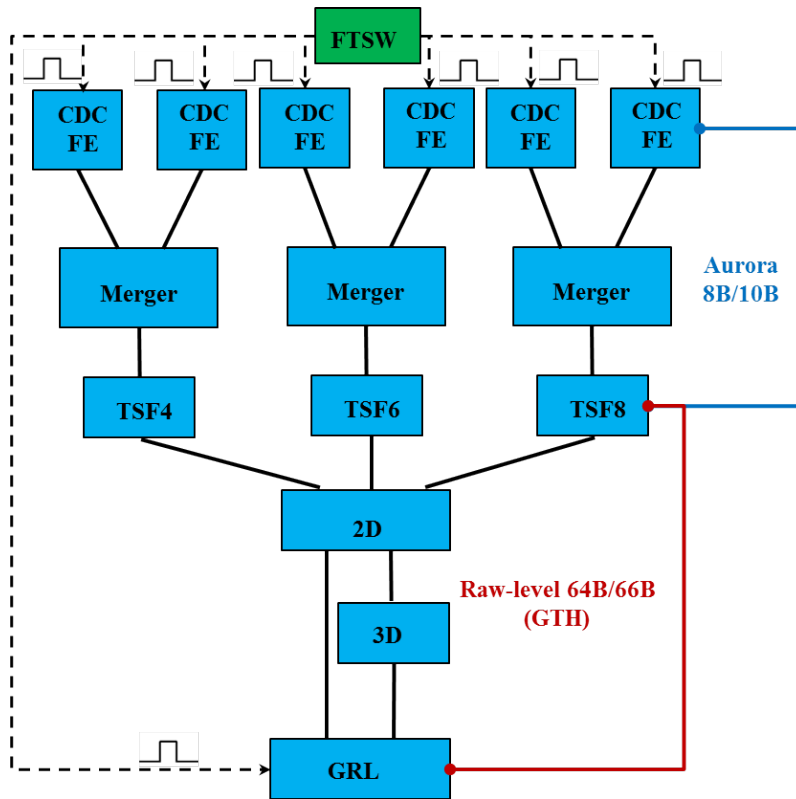 FTSW
CDC
FE
CDC
FE
CDC
FE
CDC
FE
CDC
FE
CDC
FE
Merger
Merger
Merger
Aurora
8B/10B
TSF4
TSF6
TSF8
2D
Raw-level 64B/66B
(GTH)
3D
GRL